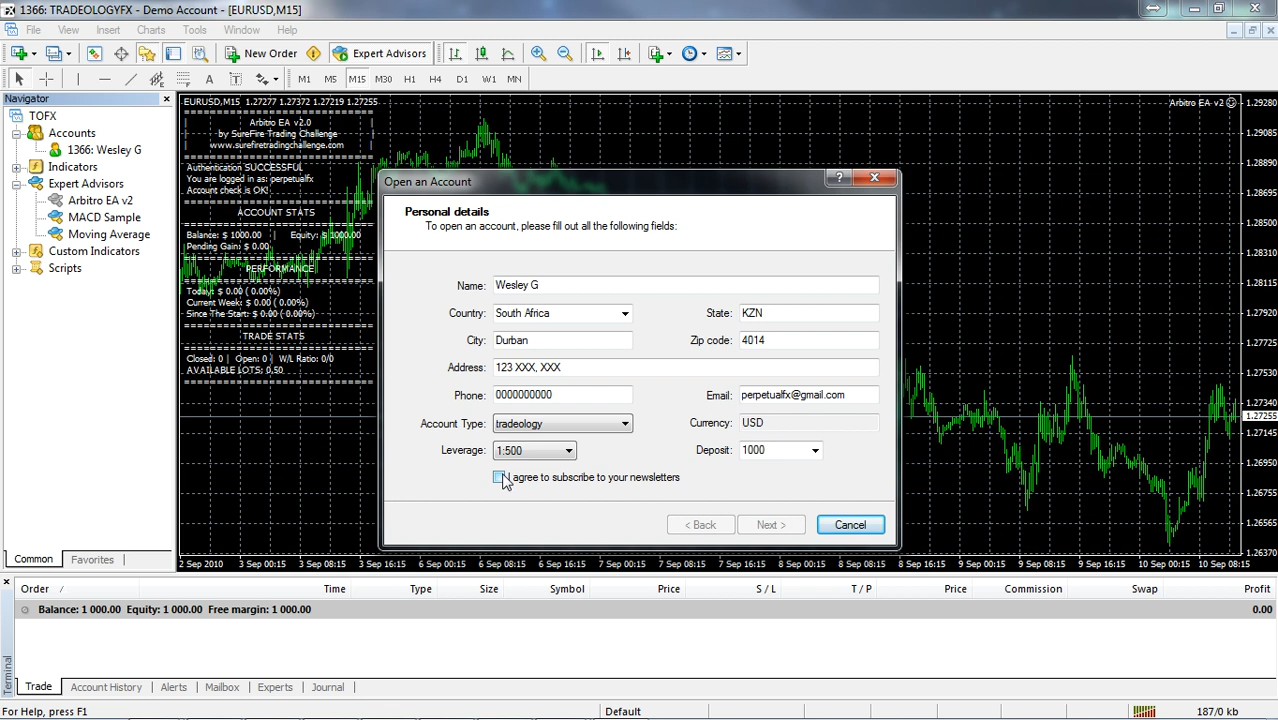 1366: TRADEOLOGYFX - Demo Account - [EURUSD,M15]
File View Insert Charts Tools Window Help
New Order Expert Advisors
A T M1 M5 M15 M30 H1 H4 D1 W1 MN
Navigator
TOFX
Accounts
1366: Wesley G
Indicators
Expert Advisors
Arbitro EA v2
MACD Sample
Moving Average
Custom Indicators
Scripts
Common Favorites
EURUSD,M15 1.27277 1.27372 1.27219 1.27255
Arbitro EA v2
Arbitro EA v2.0
by SureFire Trading Challenge
www.surefiretradingchallenge.com
Authentication SUCCESSFUL
You are logged in as: perpetualfx
Account check is OK!
ACCOUNT STATS
Balance: $ 1000.00 | Equity: $ 1000.00
Pending Gain: $ 0.00
PERFORMANCE
Today: $ 0.00 ( 0.00%)
Current Week: $ 0.00 ( 0.00%)
Since The Start: $ 0.00 ( 0.00%)
TRADE STATS
Closed: 0 | Open: 0 | W/L Ratio: 0/0
AVAILABLE LOTS: 0.50
Open an Account
Personal details
To open an account, please fill out all the following fields:
Name: Wesley G
Country: South Africa State: KZN
City: Durban Zip code: 4014
Address: 123 XXX, XXX
Phone: 0000000000 Email: perpetualfx@gmail.com
Account Type: tradeology Currency: USD
Leverage: 1:500 Deposit: 1000
I agree to subscribe to your newsletters
< Back Next > Cancel
1.29280
1.29085
1.28890
1.28700
1.28505
1.28310
1.28115
1.27920
1.27725
1.27530
1.27340
1.27255
1.27145
1.26950
1.26760
1.26565
1.26370
2 Sep 2010 3 Sep 00:15 3 Sep 08:15 3 Sep 16:15 6 Sep 00:15 6 Sep 08:15 6 Sep 16:15 7 Sep 00:15 7 Sep 08:15 7 Sep 16:15 8 Sep 00:15 8 Sep 08:15 8 Sep 16:15 9 Sep 00:15 9 Sep 08:15 9 Sep 16:15 10 Sep 00:15 10 Sep 08:15
Order / Time Type Size Symbol Price S / L T / P Price Commission Swap Profit
Balance: 1 000.00 Equity: 1 000.00 Free margin: 1 000.00 0.00
Terminal
Trade Account History Alerts Mailbox Experts Journal
For Help, press F1 Default 187/0 kb